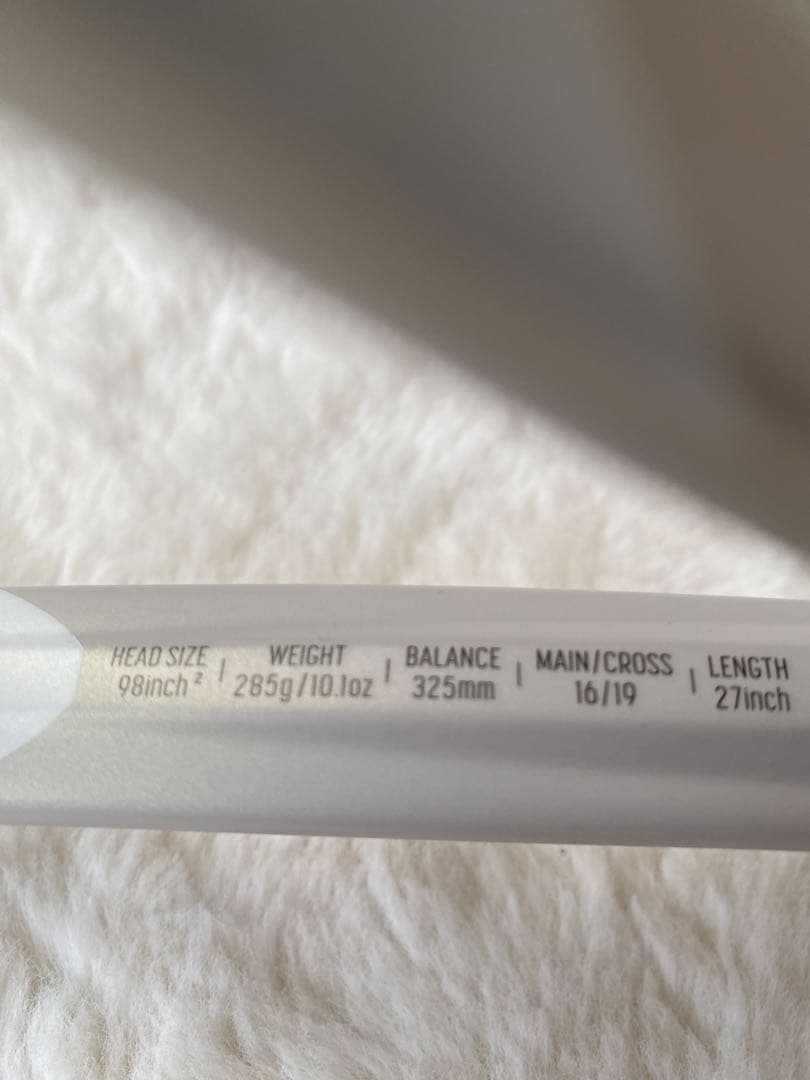 HEAD SIZE | WEIGHT | BALANCE | MAIN/CROSS | LENGTH
98inch² | 285g/10.1oz | 325mm | 16/19 | 27inch